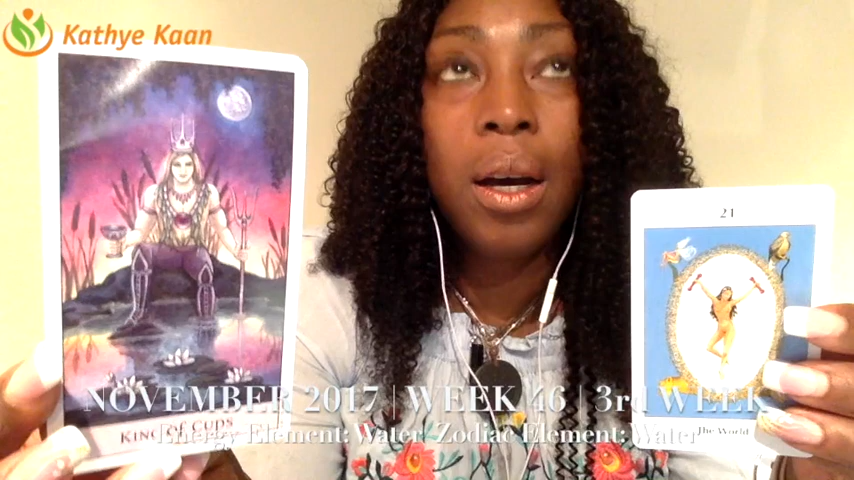 Kathye Kaan
21
NOVEMBER 2017 | WEEK 46 | 3rd WEEK
KING OF CUPS
The World
Energy Element: Water Zodiac Element: Water